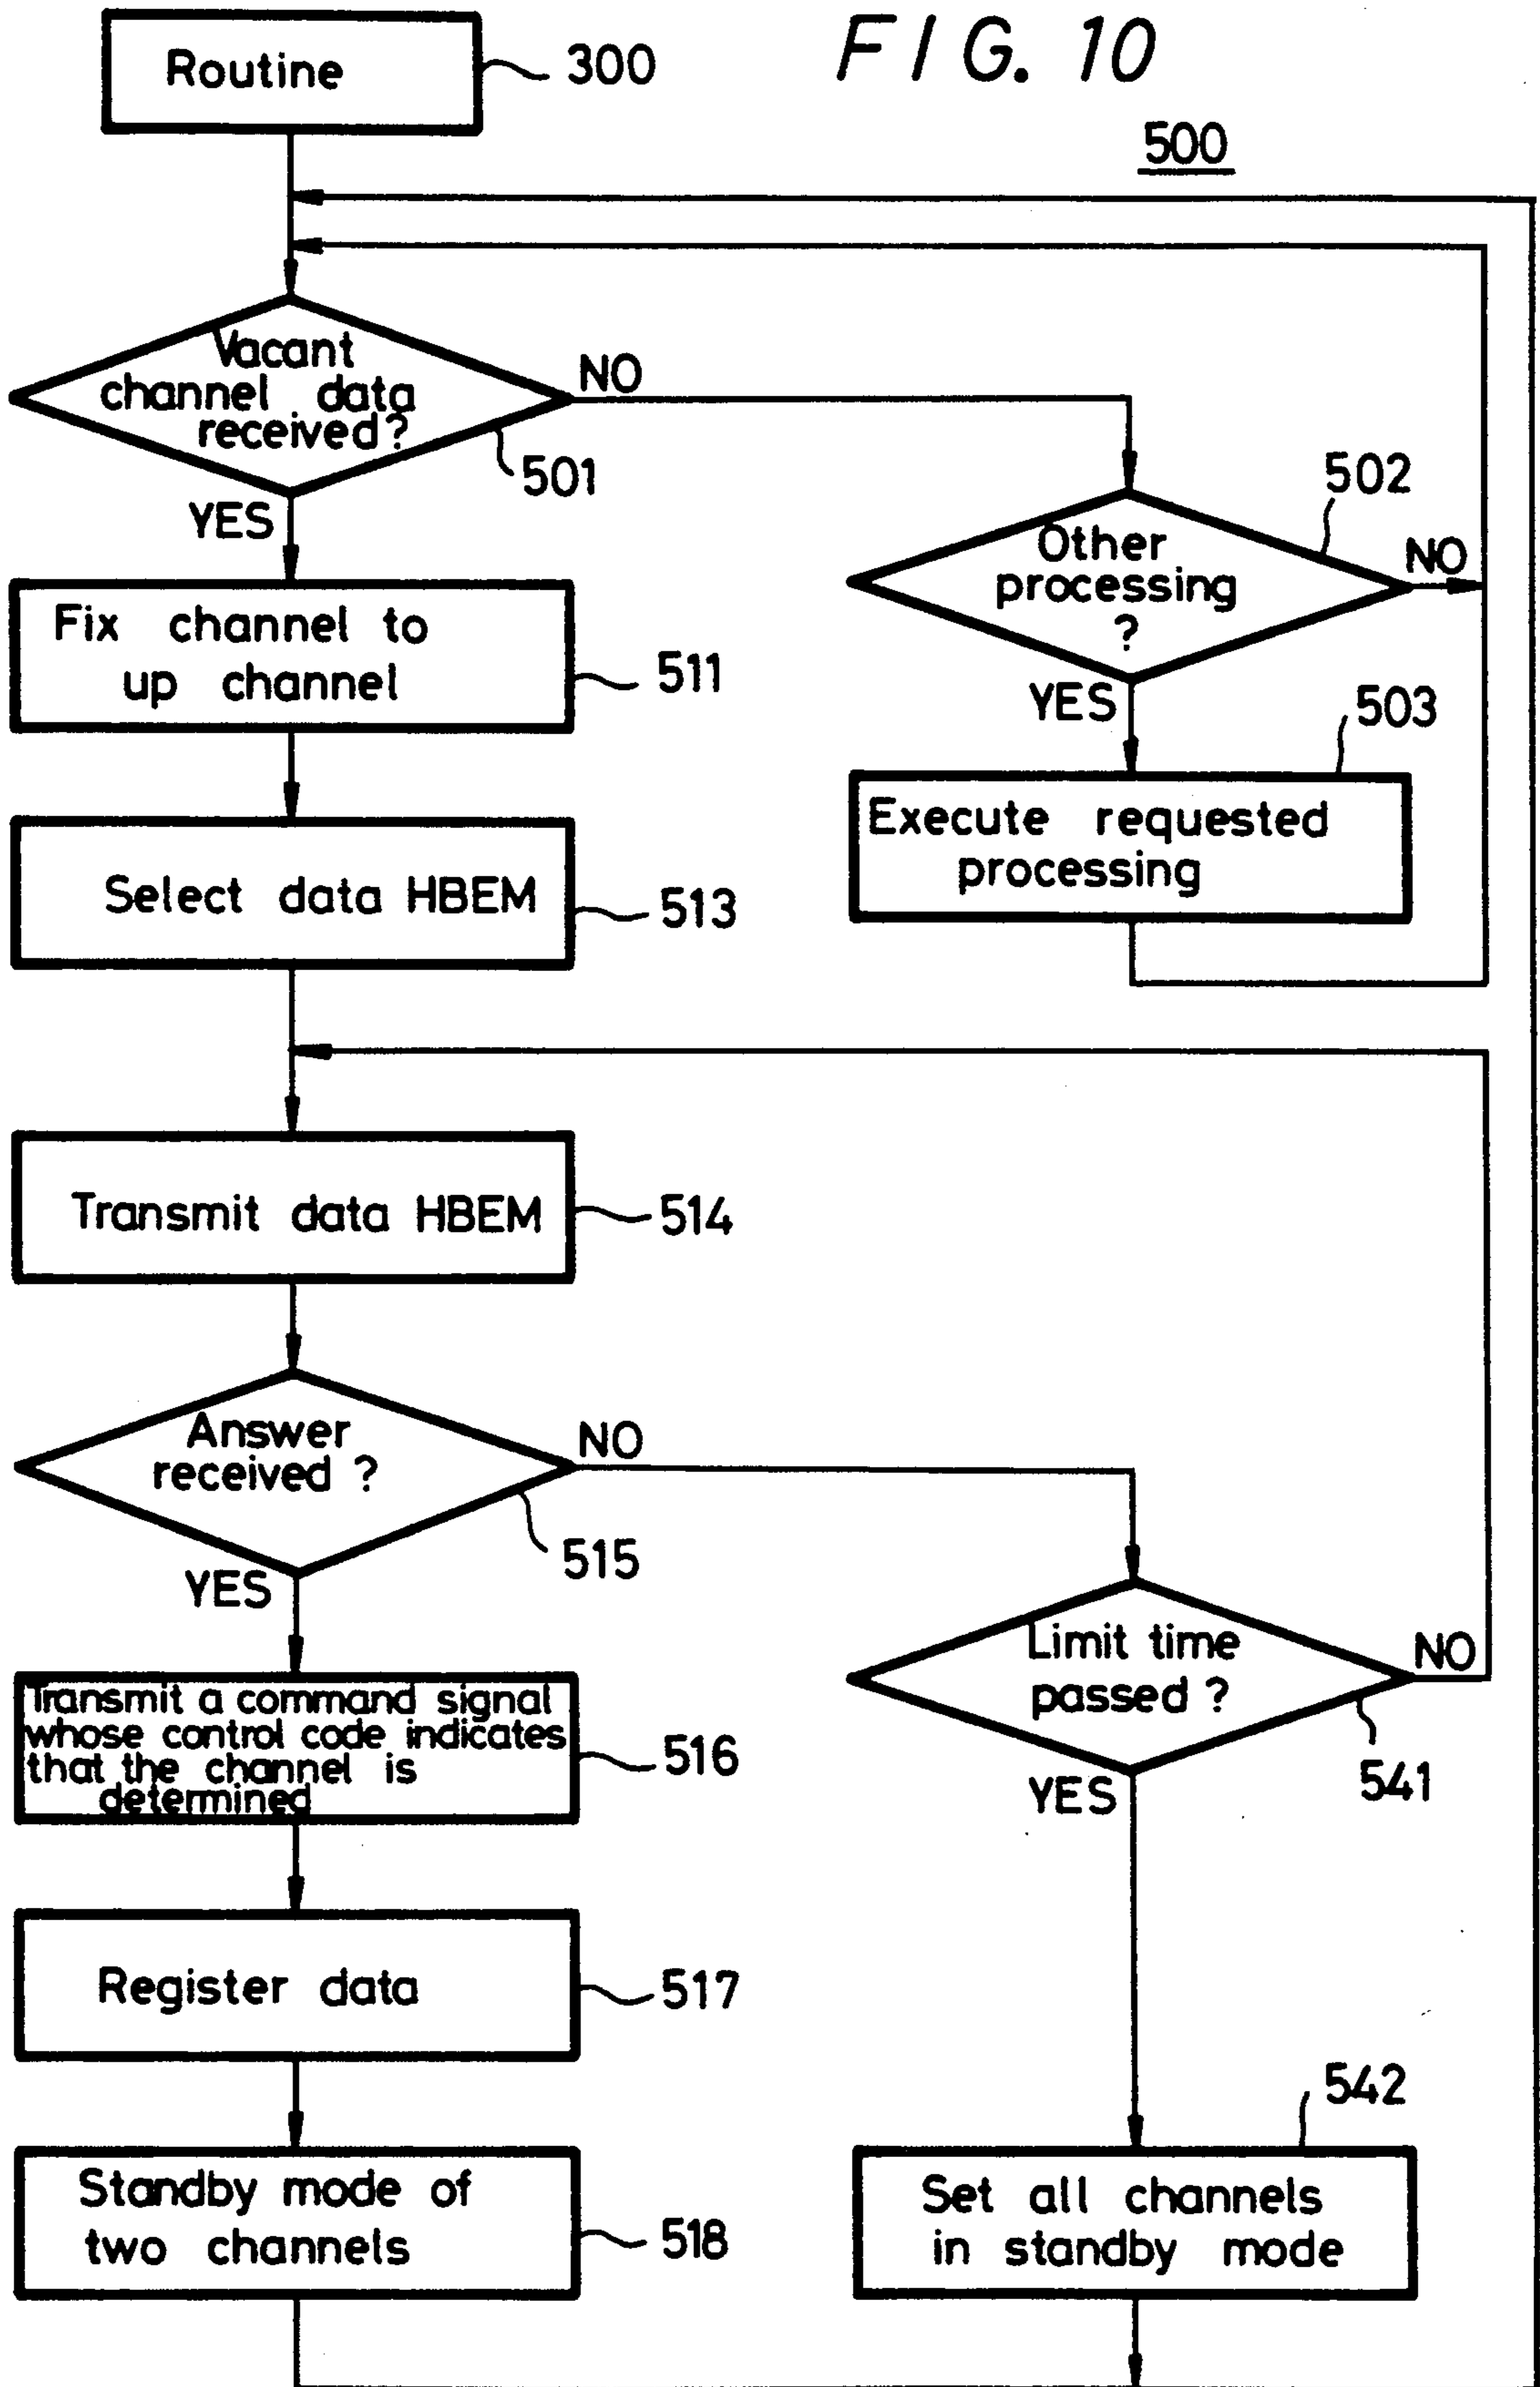 FIG. 10
Routine
300
500
Vacant
channel data
received?
NO
501
YES
502
Other
processing
?
NO
YES
Fix channel to
up channel
511
503
Execute requested
processing
Select data HBEM
513
Transmit data HBEM
514
Answer
received ?
NO
515
YES
Limit time
passed ?
NO
541
YES
Transmit a command signal
whose control code indicates
that the channel is
determined
516
Register data
517
542
Standby mode of
two channels
518
Set all channels
in standby mode